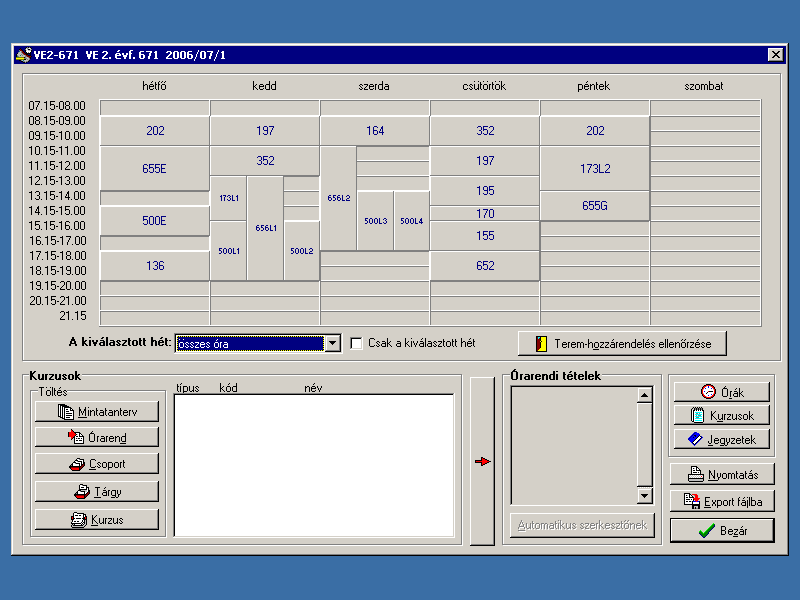 VE2-671 VE 2. évf. 671 2006/07/1
hétfő kedd szerda csütörtök péntek szombat
07.15-08.00
08.15-09.00
09.15-10.00
202 197 164 352 202
10.15-11.00
11.15-12.00
12.15-13.00
655E 352 197 173L2
13.15-14.00
173L1 656L2 195
14.15-15.00
655G
15.15-16.00
500E 656L1 500L3 500L4 170
16.15-17.00
155
17.15-18.00
500L1 500L2
18.15-19.00
136 652
19.15-20.00
20.15-21.00
21.15
A kiválasztott hét: összes óra Csak a kiválasztott hét Terem-hozzárendelés ellenőrzése
Kurzusok
Töltés
Mintatanterv
Órarend
Csoport
Tárgy
Kurzus
típus kód név
Órarendi tételek
Automatikus szerkesztőnek
Órák
Kurzusok
Jegyzetek
Nyomtatás
Export fájlba
Bezár